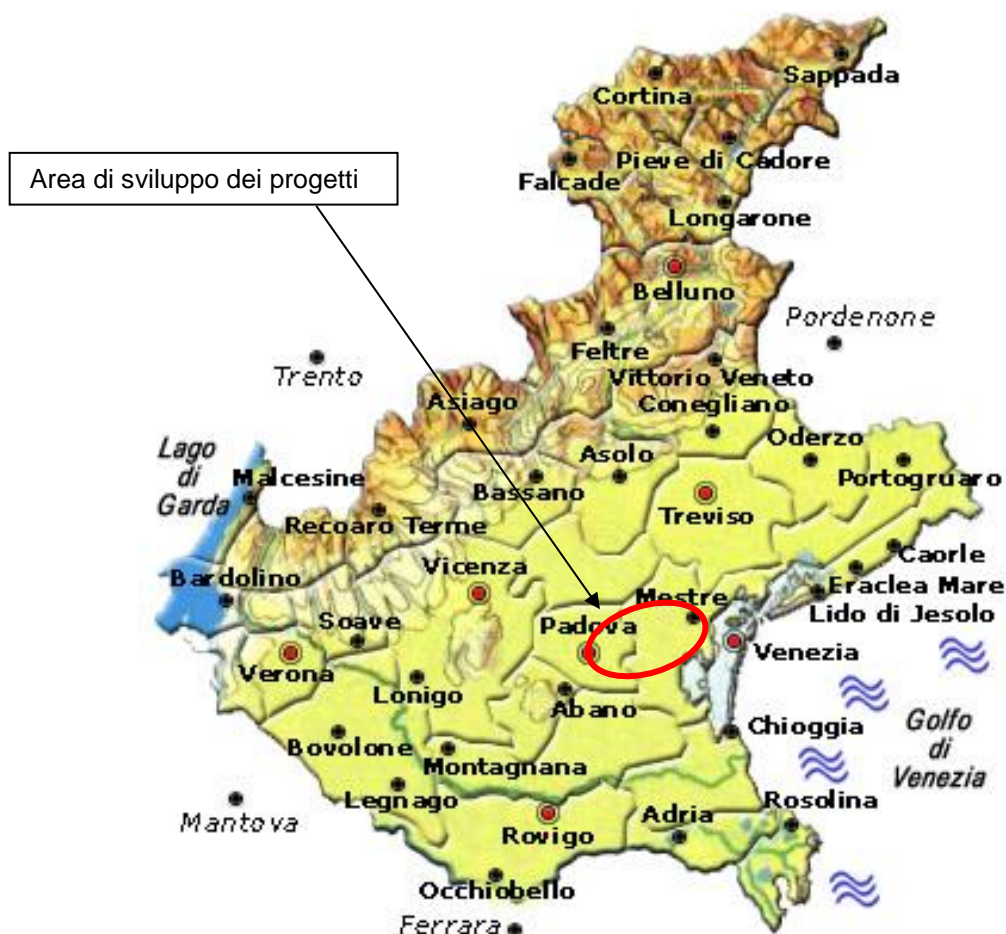 Sappada
Cortina
Pieve di Cadore
Falcade
Area di sviluppo dei progetti
Longarone
Belluno
Pordenone
Feltre
Trento
Vittorio Veneto
Asiago
Conegliano
Oderzo
Lago
di
Garda
Asolo
Malcesine
Bassano
Portogruaro
Recoaro Terme
Treviso
Caorle
Vicenza
Bardolino
Eraclea Mare
Mestre
Lido di Jesolo
Soave
Padova
Venezia
Verona
Lonigo
Abano
Chioggia
Golfo
di
Venezia
Bovolone
Montagnana
Legnago
Rosolina
Mantova
Adria
Rovigo
Occhiobello
Ferrara